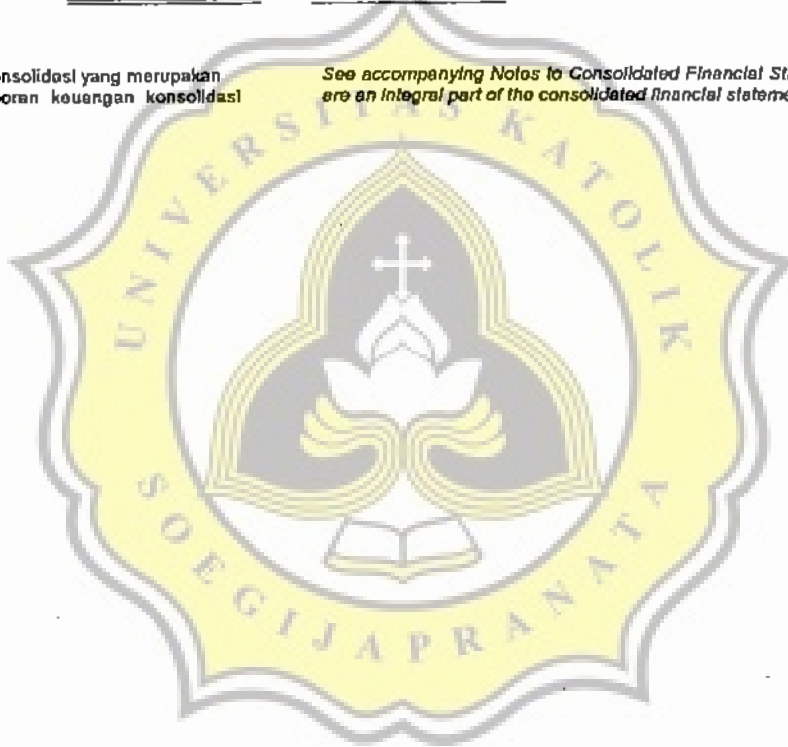 nsolidasi yang merupakan
oran keuangan konsolidasi
See accompanying Notes to Consolidated Financial St
are an integral part of the consolidated financial stateme
UNIVERSITAS KATOLIK
SOEGIJAPRANATA